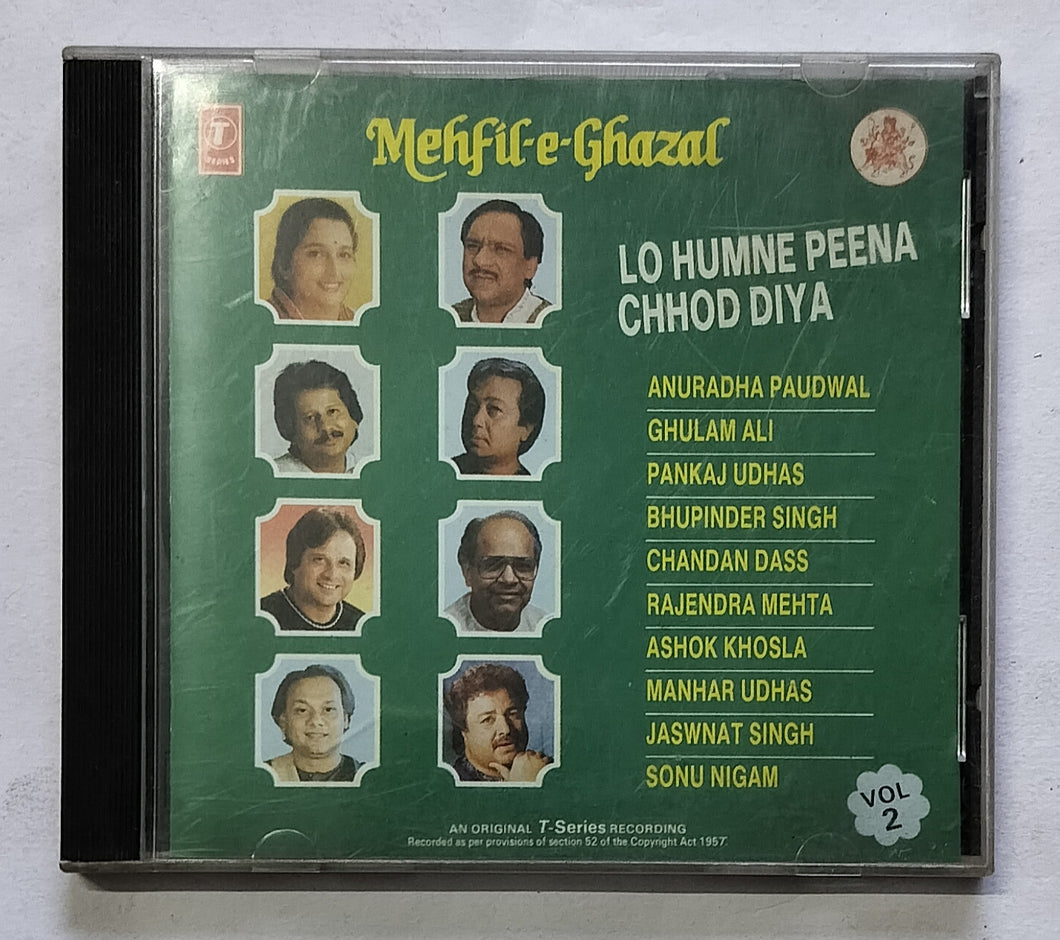 T
SERIES
Mehfil-e-Ghazal
LO HUMNE PEENA
CHHOD DIYA
ANURADHA PAUDWAL
GHULAM ALI
PANKAJ UDHAS
BHUPINDER SINGH
CHANDAN DASS
RAJENDRA MEHTA
ASHOK KHOSLA
MANHAR UDHAS
JASWNAT SINGH
SONU NIGAM
VOL
2
AN ORIGINAL T-Series RECORDING
Recorded as per provisions of section 52 of the Copyright Act 1957.